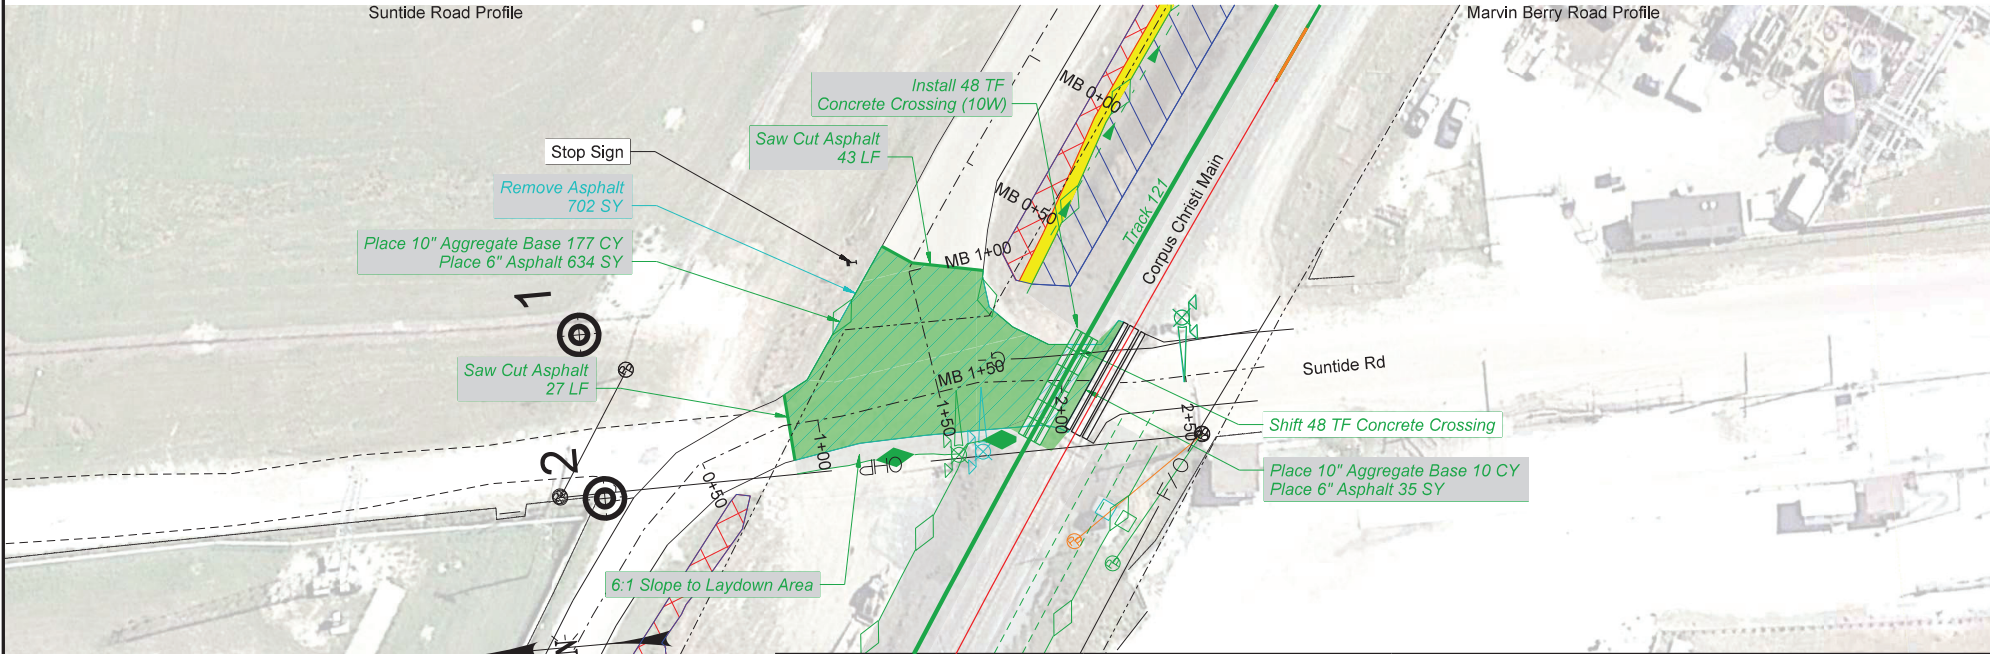 Suntide Road Profile
Marvin Berry Road Profile
Install 48 TF
Concrete Crossing (10W)
MB 0+00
Saw Cut Asphalt
43 LF
Stop Sign
Remove Asphalt
702 SY
MB 0+50
Track 121
Corpus Christi Main
Place 10" Aggregate Base 177 CY
Place 6" Asphalt 634 SY
MB 1+00
1
Saw Cut Asphalt
27 LF
MB 1+50
Suntide Rd
1+50
2+00
2+50
Shift 48 TF Concrete Crossing
1+00
2
OHP
0+50
F/O
Place 10" Aggregate Base 10 CY
Place 6" Asphalt 35 SY
6:1 Slope to Laydown Area